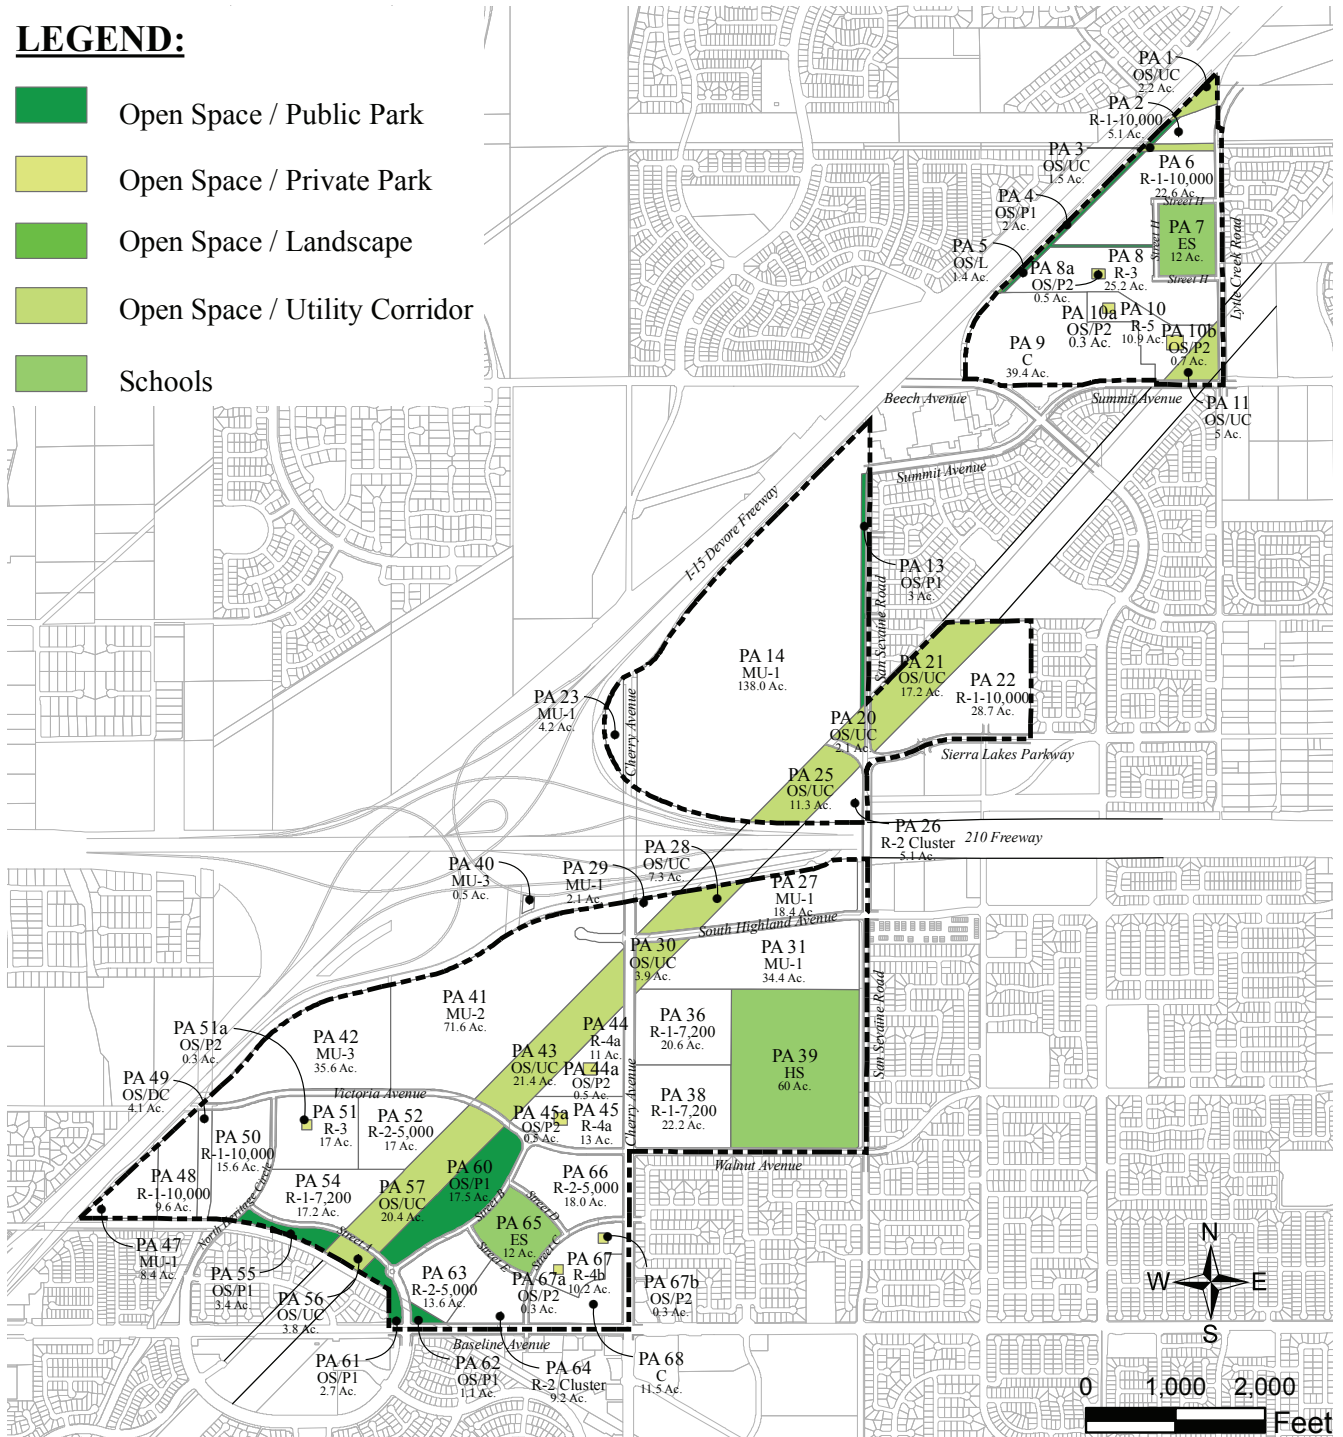 LEGEND:
Open Space / Public Park
Open Space / Private Park
Open Space / Landscape
Open Space / Utility Corridor
Schools
PA 1
OS/UC
2.2 Ac.
PA 2
R-1-10,000
5.1 Ac.
PA 3
OS/UC
1.5 Ac.
PA 6
R-1-10,000
22.6 Ac.
Street H
PA 4
OS/P1
2 Ac.
PA 7
ES
12 Ac.
Street H
Street H
Lytle Creek Road
PA 5
OS/L
1.4 Ac.
PA 8a
OS/P2
0.5 Ac.
PA 8
R-3
25.2 Ac.
PA 10a
OS/P2
0.3 Ac.
PA 10
R-5
10.9 Ac.
PA 10b
OS/P2
0.7 Ac.
PA 9
C
39.4 Ac.
Beech Avenue
Summit Avenue
PA 11
OS/UC
5 Ac.
Summit Avenue
I-15 Devore Freeway
PA 13
OS/P1
3 Ac.
San Sevaine Road
PA 14
MU-1
138.0 Ac.
PA 21
OS/UC
17.2 Ac.
PA 22
R-1-10,000
28.7 Ac.
PA 23
MU-1
4.2 Ac.
Cherry Avenue
PA 20
OS/UC
2.1 Ac.
Sierra Lakes Parkway
PA 25
OS/UC
11.3 Ac.
PA 26
R-2 Cluster
5.1 Ac.
210 Freeway
PA 28
OS/UC
7.3 Ac.
PA 40
MU-3
0.5 Ac.
PA 29
MU-1
2.1 Ac.
PA 27
MU-1
18.4 Ac.
South Highland Avenue
PA 30
OS/UC
3.9 Ac.
PA 31
MU-1
34.4 Ac.
PA 41
MU-2
71.6 Ac.
PA 36
R-1-7,200
20.6 Ac.
San Sevaine Road
PA 51a
OS/P2
0.3 Ac.
PA 42
MU-3
35.6 Ac.
PA 44
R-4a
11 Ac.
PA 43
OS/UC
21.4 Ac.
PA 44a
OS/P2
0.5 Ac.
PA 39
HS
60 Ac.
PA 49
OS/DC
4.1 Ac.
Victoria Avenue
PA 38
R-1-7,200
22.2 Ac.
Cherry Avenue
PA 51
R-3
17 Ac.
PA 52
R-2-5,000
17 Ac.
PA 45a
OS/P2
0.5 Ac.
PA 45
R-4a
13 Ac.
PA 50
R-1-10,000
15.6 Ac.
Walnut Avenue
PA 48
R-1-10,000
9.6 Ac.
North Heritage Circle
PA 54
R-1-7,200
17.2 Ac.
PA 57
OS/UC
20.4 Ac.
PA 60
OS/P1
17.5 Ac.
PA 66
R-2-5,000
18.0 Ac.
Street B
Street D
Street A
PA 65
ES
12 Ac.
Street C
Street E
PA 47
MU-1
8.4 Ac.
PA 55
OS/P1
3.4 Ac.
PA 56
OS/UC
3.8 Ac.
PA 63
R-2-5,000
13.6 Ac.
PA 67a
OS/P2
0.3 Ac.
PA 67
R-4b
10.2 Ac.
PA 67b
OS/P2
0.3 Ac.
Baseline Avenue
PA 61
OS/P1
2.7 Ac.
PA 62
OS/P1
1.1 Ac.
PA 64
R-2 Cluster
9.2 Ac.
PA 68
C
11.5 Ac.
N
W
E
S
0 1,000 2,000
Feet